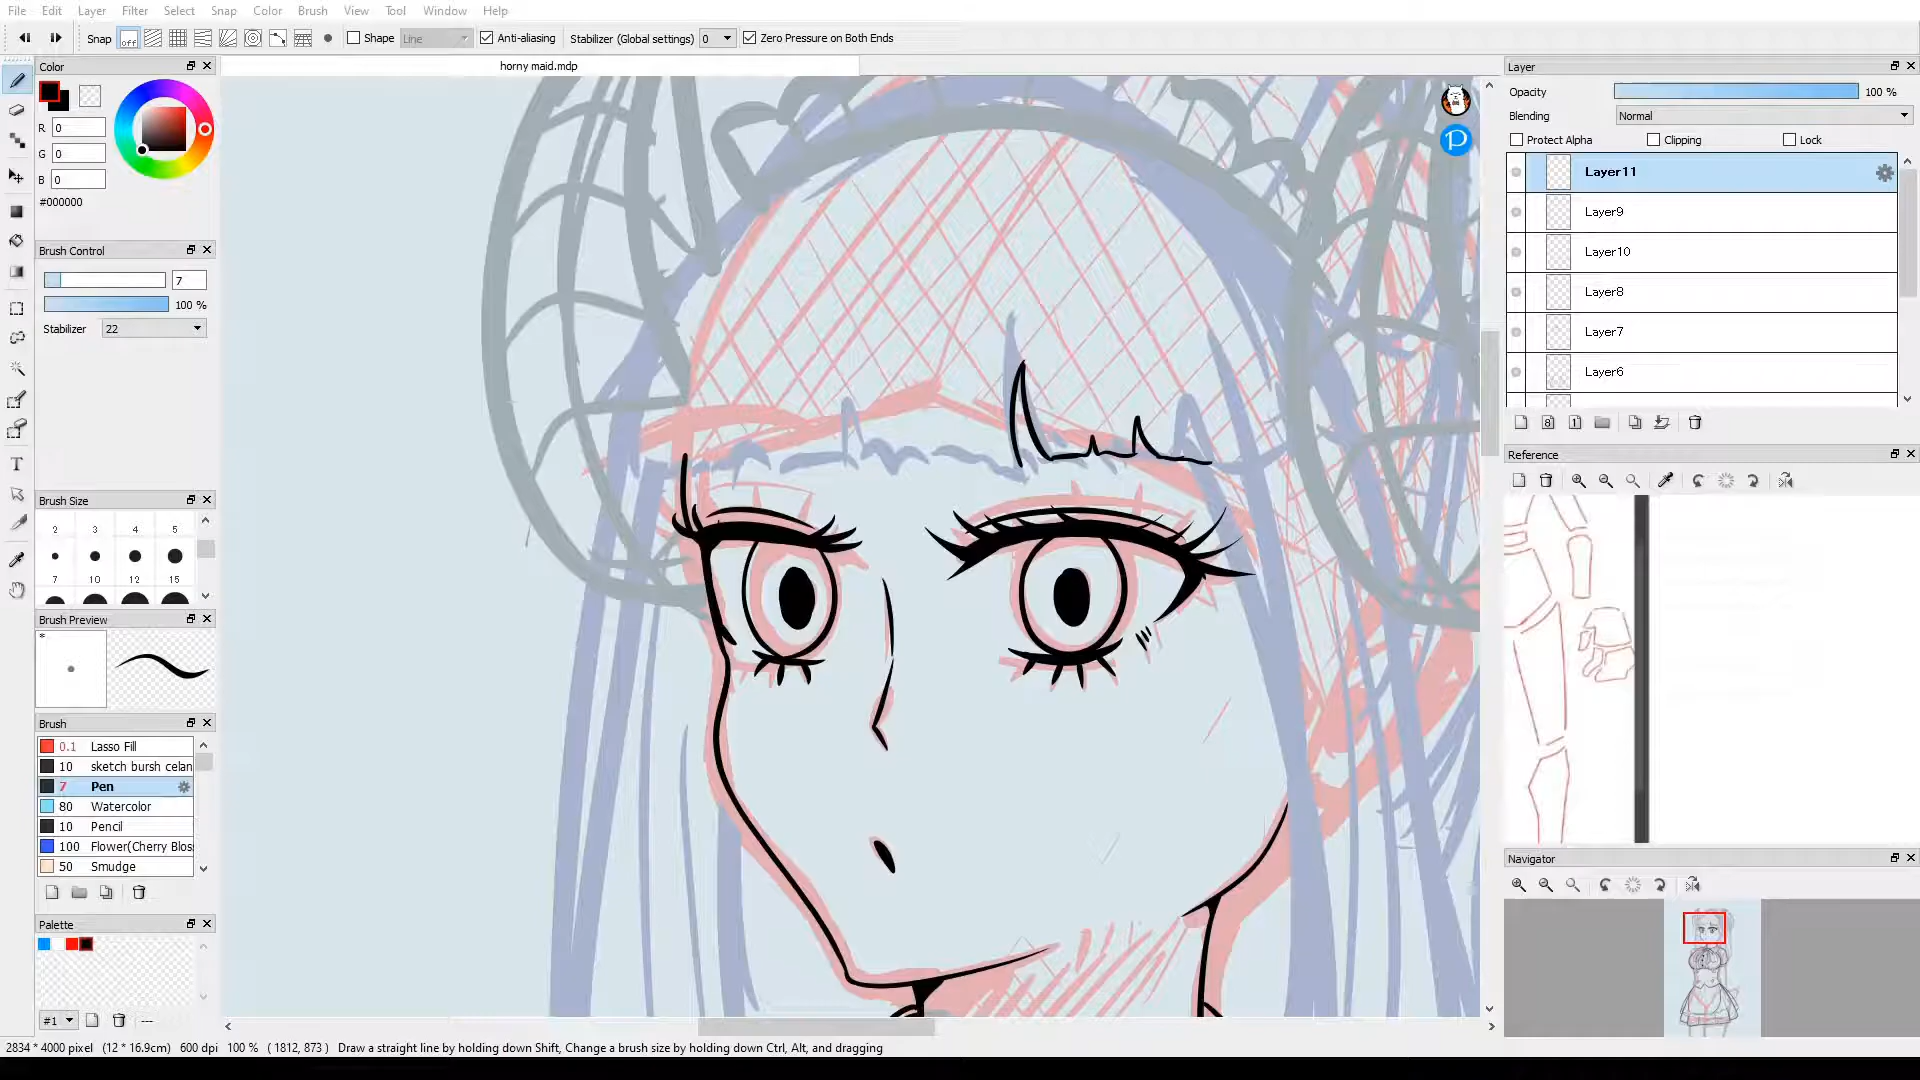 File Edit Layer Filter Select Snap Color Brush View Tool Window Help
Snap off Shape Line Anti-aliasing Stabilizer (Global settings) 0 Zero Pressure on Both Ends
Color
horny maid.mdp
Layer
R 0
G 0
B 0
#000000
Opacity 100 %
Blending Normal
Protect Alpha Clipping Lock
Layer11
Layer9
Layer10
Layer8
Layer7
Layer6
8 1
Brush Control
7
100 %
Stabilizer 22
Reference
Brush Size
2 3 4 5
7 10 12 15
Brush Preview
*
Brush
0.1 Lasso Fill
10 sketch bursh celan
7 Pen
80 Watercolor
10 Pencil
100 Flower(Cherry Blos
50 Smudge
Navigator
Palette
#1 ---
P
2834 * 4000 pixel (12 * 16.9cm) 600 dpi 100 % ( 1812, 873 ) Draw a straight line by holding down Shift, Change a brush size by holding down Ctrl, Alt, and dragging